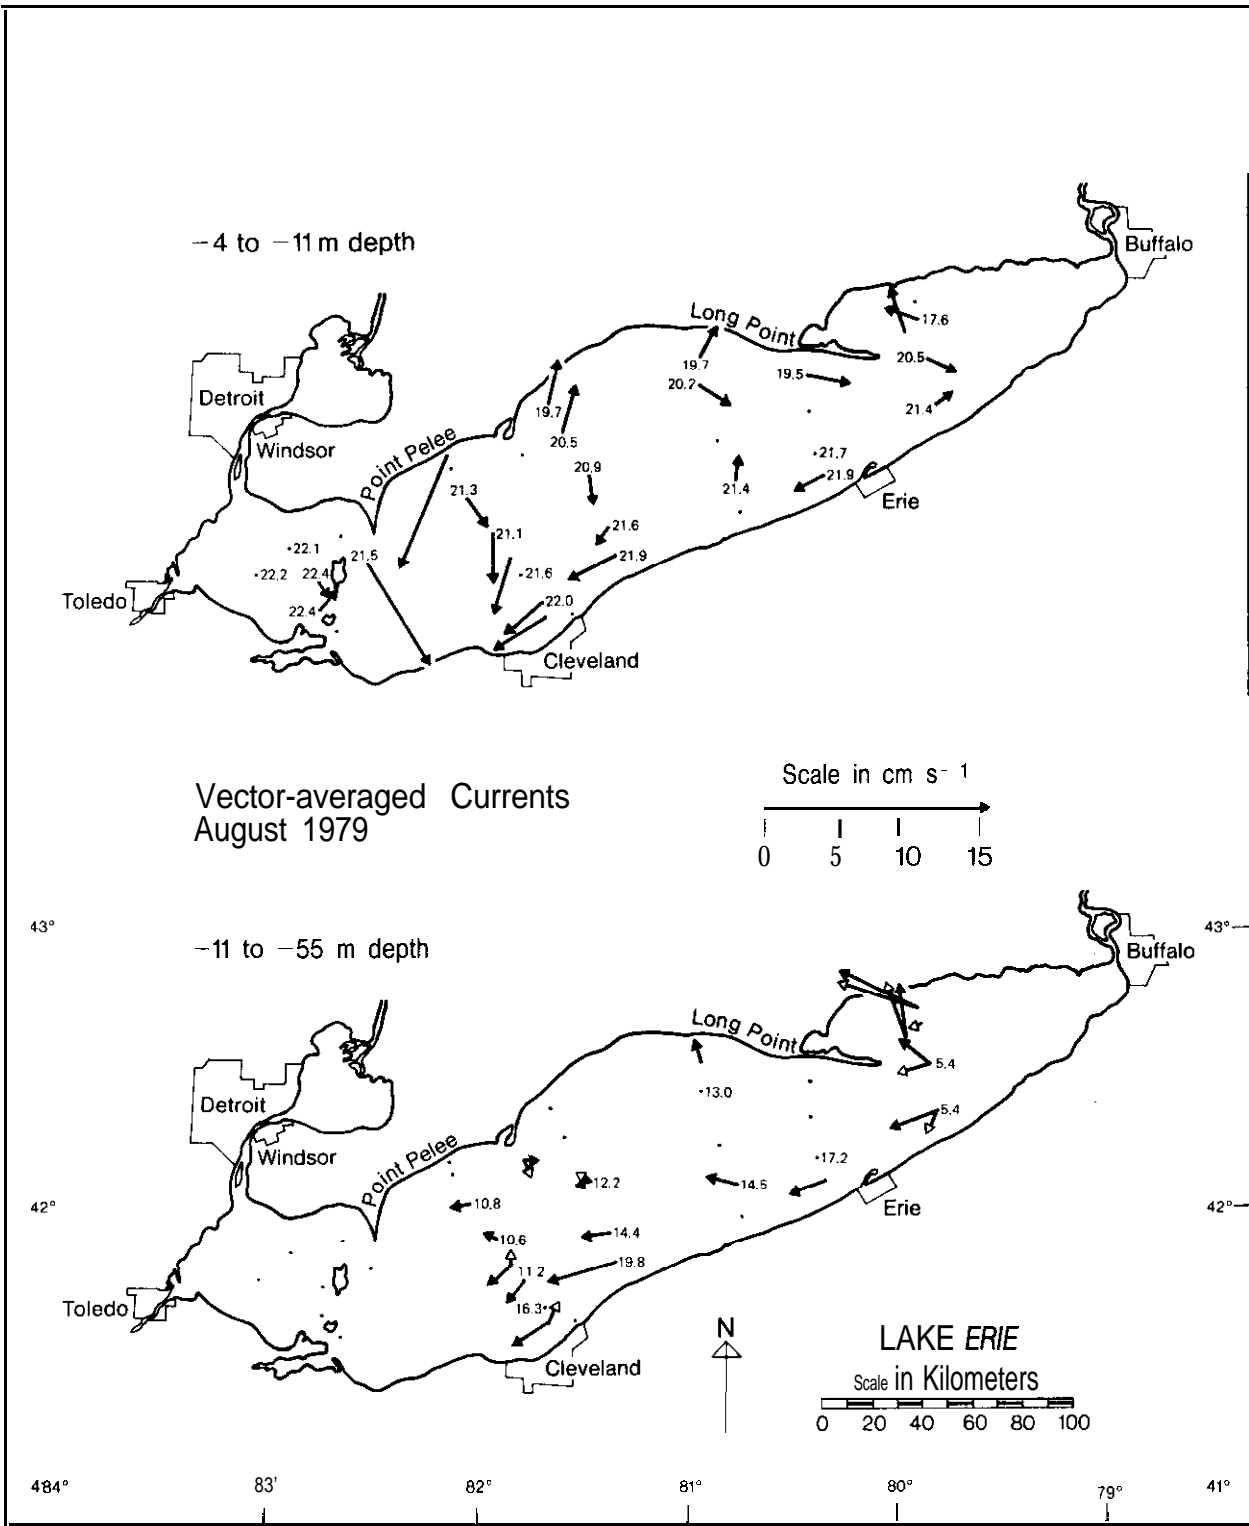 −4 to −11 m depth
Buffalo
Long Point
17.6
20.5
19.7
19.5
20.2
21.4
Detroit
Windsor
Point Pelee
19.7
20.5
20.9
21.7
21.4
21.9
Erie
21.3
21.1
21.6
21.9
22.1
21.5
22.2
22.4
21.6
Toledo
22.4
22.0
Cleveland
Vector-averaged Currents
August 1979
Scale in cm s-1
0 5 10 15
43°
43°
−11 to −55 m depth
Buffalo
Long Point
5.4
13.0
5.4
Detroit
Windsor
Point Pelee
17.2
12.2
14.5
10.8
Erie
42°
42°
10.6
14.4
11.2
19.8
16.3
Toledo
Cleveland
N
LAKE ERIE
Scale in Kilometers
0 20 40 60 80 100
484°
83'
82°
81°
80°
79°
41°